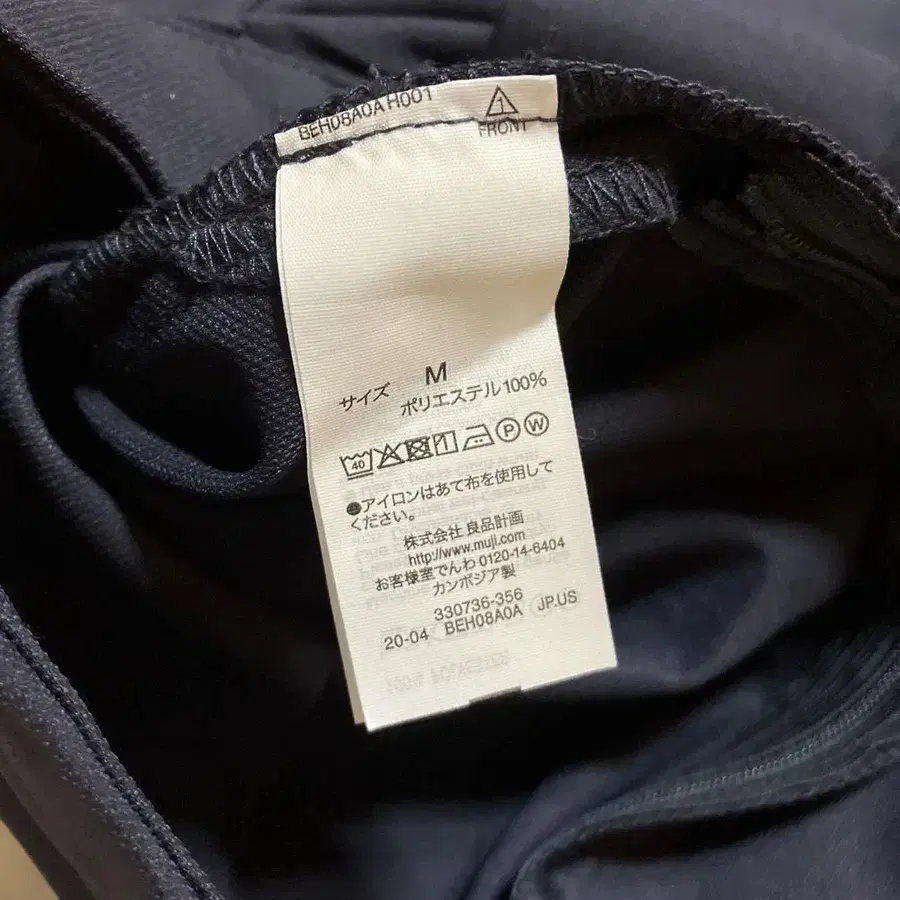 BEH08A0A H001
1
FRONT
サイズ M
ポリエステル100%
40 P W
●アイロンはあて布を使用して
ください。
株式会社 良品計画
http://www.muji.com
お客様室でんわ 0120-14-6404
カンボジア製
330736-356
20-04 BEH08A0A JP.US